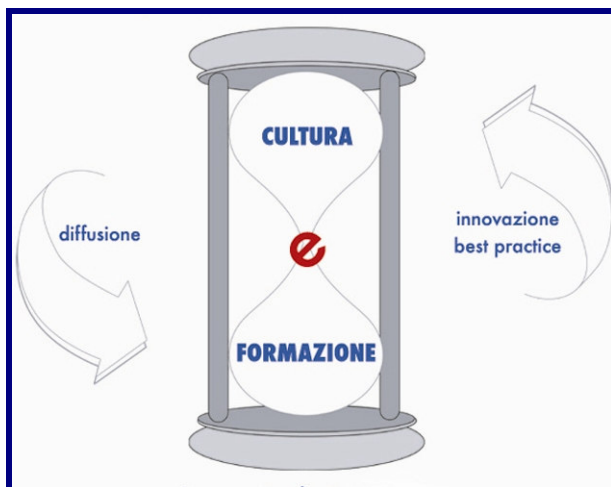 CULTURA
diffusione
e
innovazione
best practice
FORMAZIONE